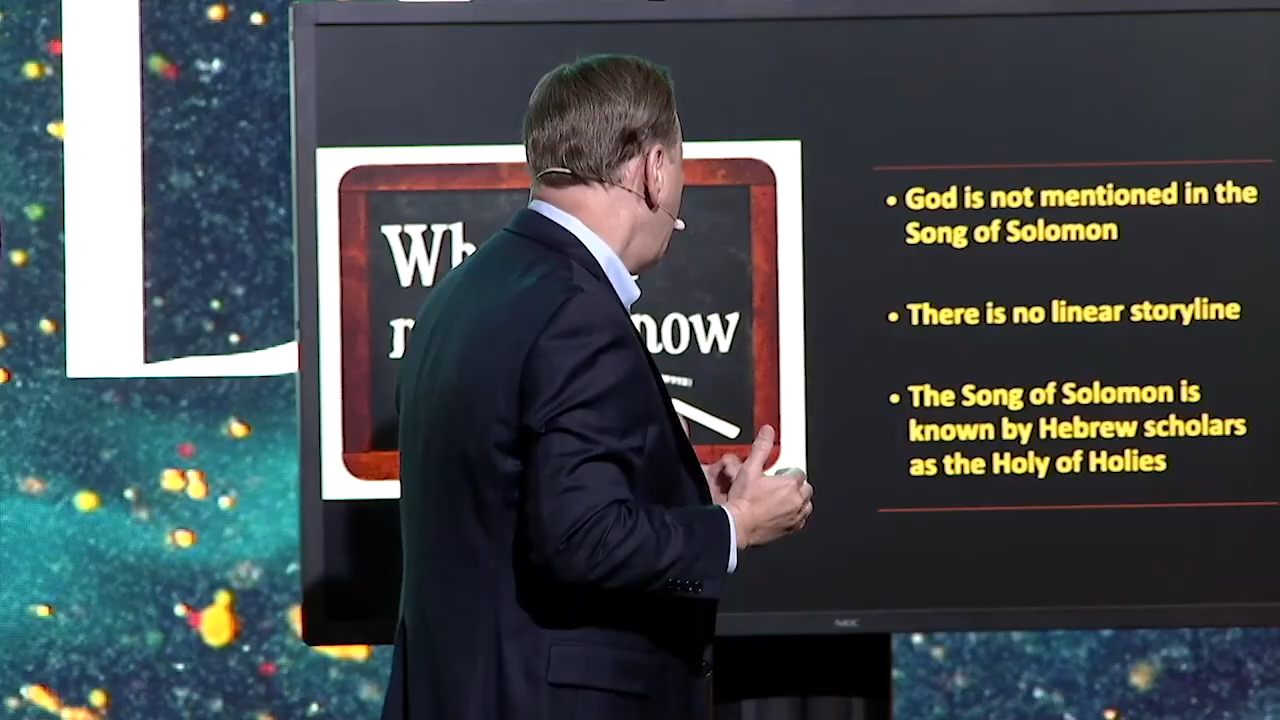 Wh
now
• God is not mentioned in the
Song of Solomon
• There is no linear storyline
• The Song of Solomon is
known by Hebrew scholars
as the Holy of Holies
NEC